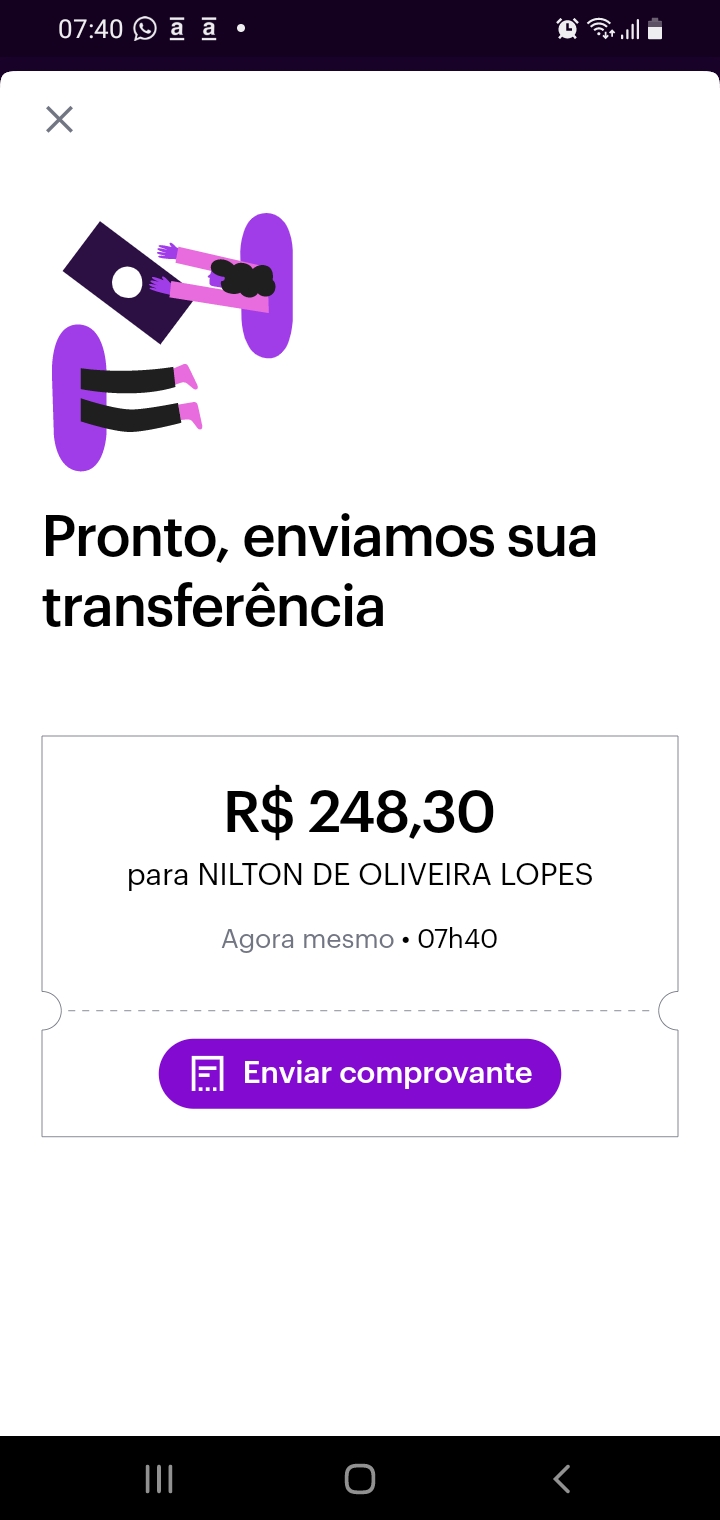 07:40 a a
Pronto, enviamos sua
transferência
R$ 248,30
para NILTON DE OLIVEIRA LOPES
Agora mesmo • 07h40
Enviar comprovante